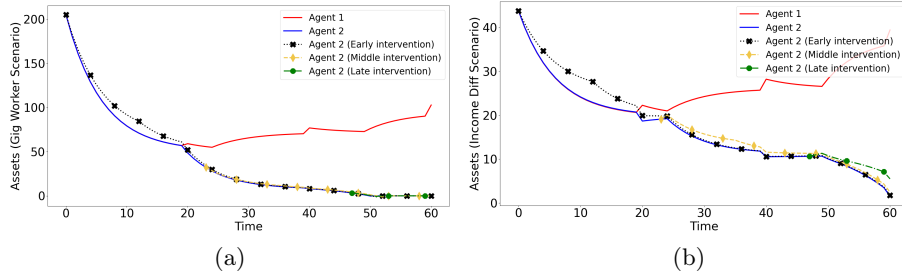 Assets (Gig Worker Scenario)
200
150
100
50
0
Agent 1
Agent 2
Agent 2 (Early intervention)
Agent 2 (Middle intervention)
Agent 2 (Late intervention)
0 10 20 30 40 50 60
Time
(a)
Assets (Income Diff Scenario)
40
30
20
10
0
Agent 1
Agent 2
Agent 2 (Early intervention)
Agent 2 (Middle intervention)
Agent 2 (Late intervention)
0 10 20 30 40 50 60
Time
(b)